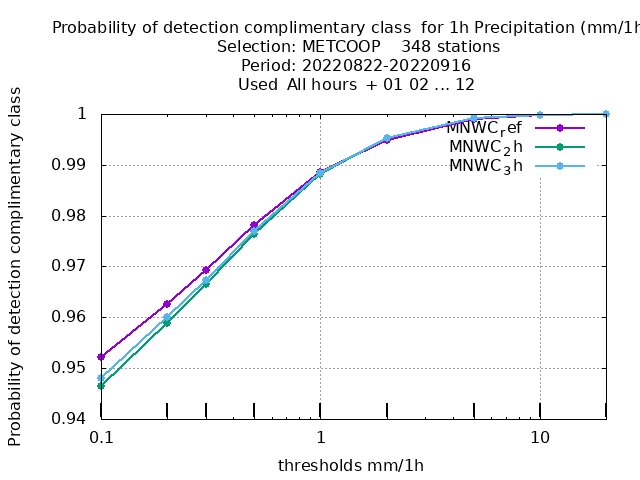 Probability of detection complimentary class for 1h Precipitation (mm/1h
Selection: METCOOP 348 stations
Period: 20220822-20220916
Used All hours + 01 02 ... 12
Probability of detection complimentary class
1
0.99
0.98
0.97
0.96
0.95
0.94
MNWC_ref
MNWC_2h
MNWC_3h
0.1
1
10
thresholds mm/1h